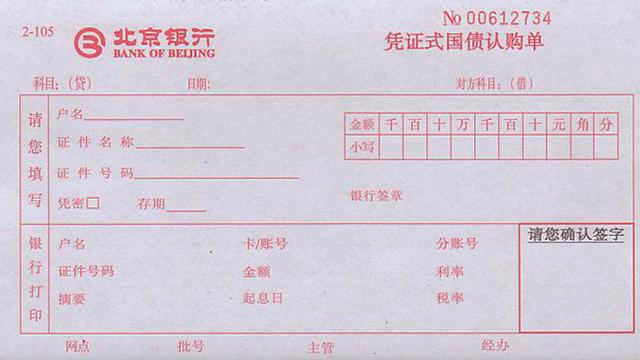 No 00612734
2-105 北京银行 凭证式国债认购单
BANK OF BEIJING
科目：（贷） 日期： 对方科目：（借）
请您填写
户名
证件名称
证件号码
凭密□ 存期
金额 千 百 十 万 千 百 十 元 角 分
小写
银行签章
银行打印
户名 卡/账号 分账号
证件号码 金额 利率
摘要 起息日 税率
请您确认签字
网点 批号 主管 经办